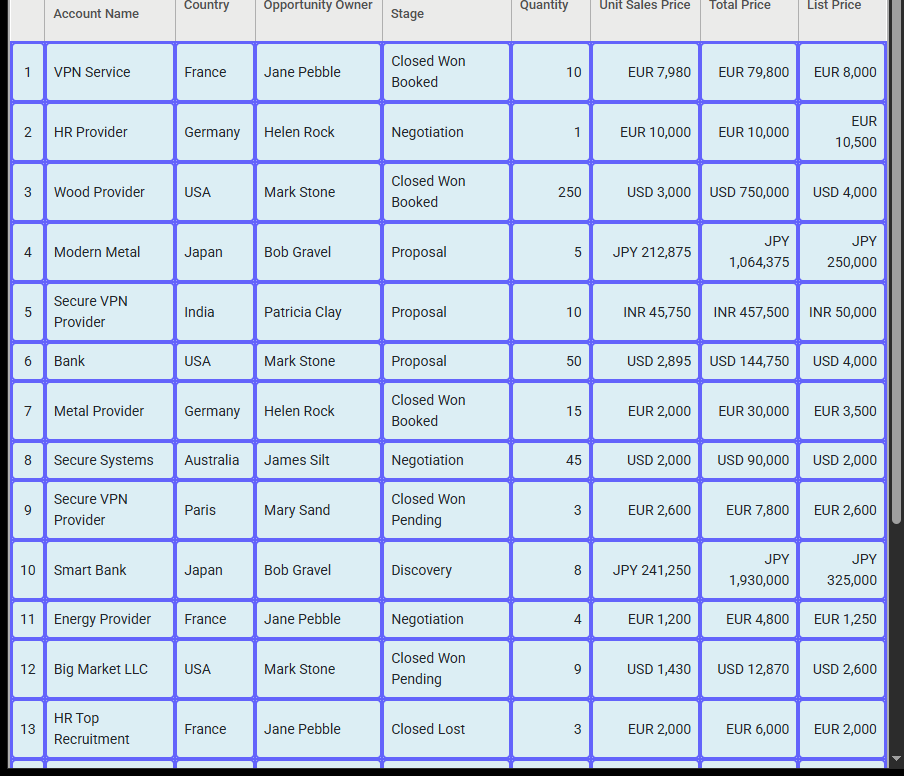 Account Name Country Opportunity Owner Stage Quantity Unit Sales Price Total Price List Price
1 VPN Service France Jane Pebble Closed Won Booked 10 EUR 7,980 EUR 79,800 EUR 8,000
2 HR Provider Germany Helen Rock Negotiation 1 EUR 10,000 EUR 10,000 EUR 10,500
3 Wood Provider USA Mark Stone Closed Won Booked 250 USD 3,000 USD 750,000 USD 4,000
4 Modern Metal Japan Bob Gravel Proposal 5 JPY 212,875 JPY 1,064,375 JPY 250,000
5 Secure VPN Provider India Patricia Clay Proposal 10 INR 45,750 INR 457,500 INR 50,000
6 Bank USA Mark Stone Proposal 50 USD 2,895 USD 144,750 USD 4,000
7 Metal Provider Germany Helen Rock Closed Won Booked 15 EUR 2,000 EUR 30,000 EUR 3,500
8 Secure Systems Australia James Silt Negotiation 45 USD 2,000 USD 90,000 USD 2,000
9 Secure VPN Provider Paris Mary Sand Closed Won Pending 3 EUR 2,600 EUR 7,800 EUR 2,600
10 Smart Bank Japan Bob Gravel Discovery 8 JPY 241,250 JPY 1,930,000 JPY 325,000
11 Energy Provider France Jane Pebble Negotiation 4 EUR 1,200 EUR 4,800 EUR 1,250
12 Big Market LLC USA Mark Stone Closed Won Pending 9 USD 1,430 USD 12,870 USD 2,600
13 HR Top Recruitment France Jane Pebble Closed Lost 3 EUR 2,000 EUR 6,000 EUR 2,000